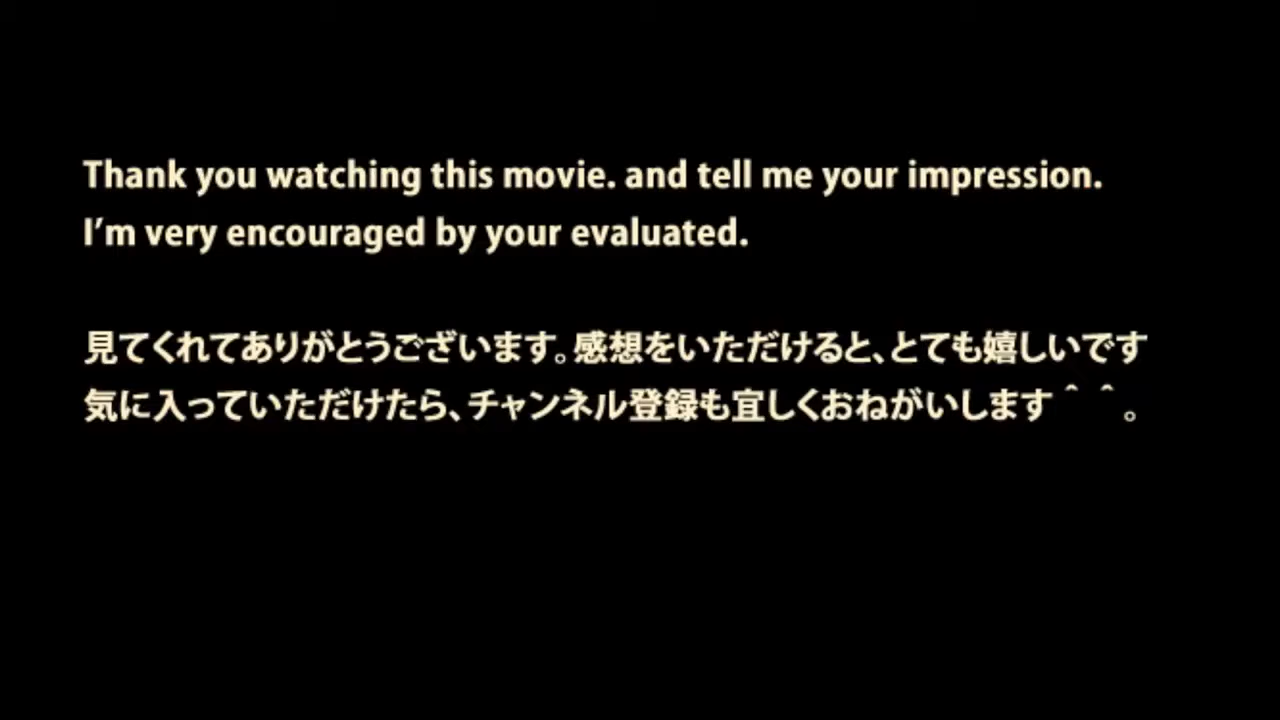 Thank you watching this movie. and tell me your impression.
I’m very encouraged by your evaluated.
見てくれてありがとうございます。感想をいただけると、とても嬉しいです
気に入っていただけたら、チャンネル登録も宜しくおねがいします＾＾。